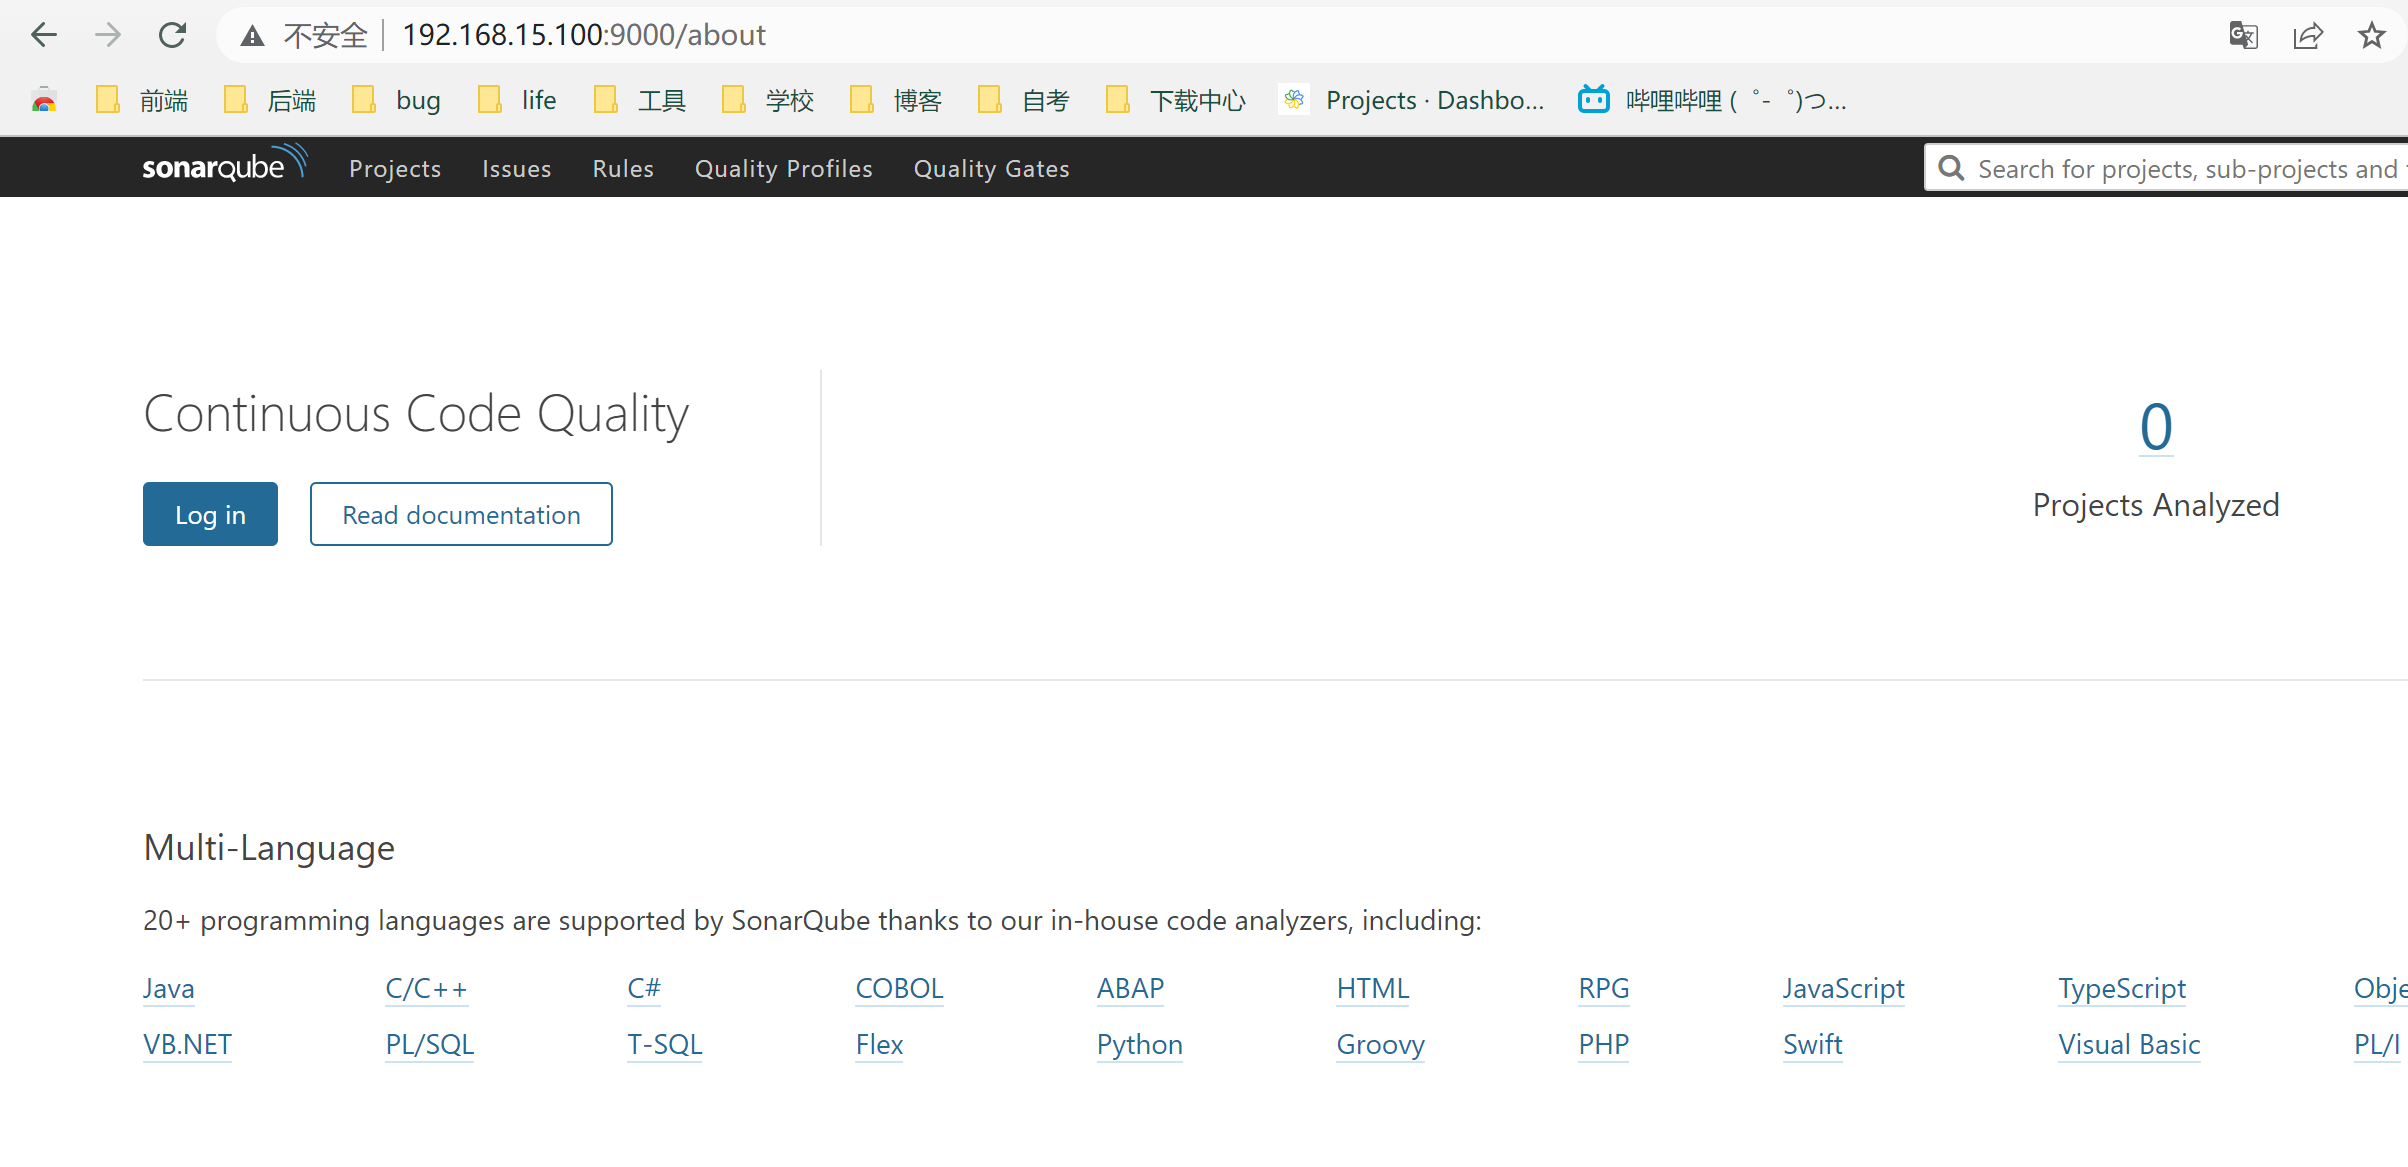 不安全 192.168.15.100:9000/about
前端 后端 bug life 工具 学校 博客 自考 下载中心 Projects · Dashbo... 哔哩哔哩 ( ゜- ゜)つ...
sonarqube Projects Issues Rules Quality Profiles Quality Gates Search for projects, sub-projects and
Continuous Code Quality
0
Log in Read documentation
Projects Analyzed
Multi-Language
20+ programming languages are supported by SonarQube thanks to our in-house code analyzers, including:
Java C/C++ C# COBOL ABAP HTML RPG JavaScript TypeScript Obje
VB.NET PL/SQL T-SQL Flex Python Groovy PHP Swift Visual Basic PL/I